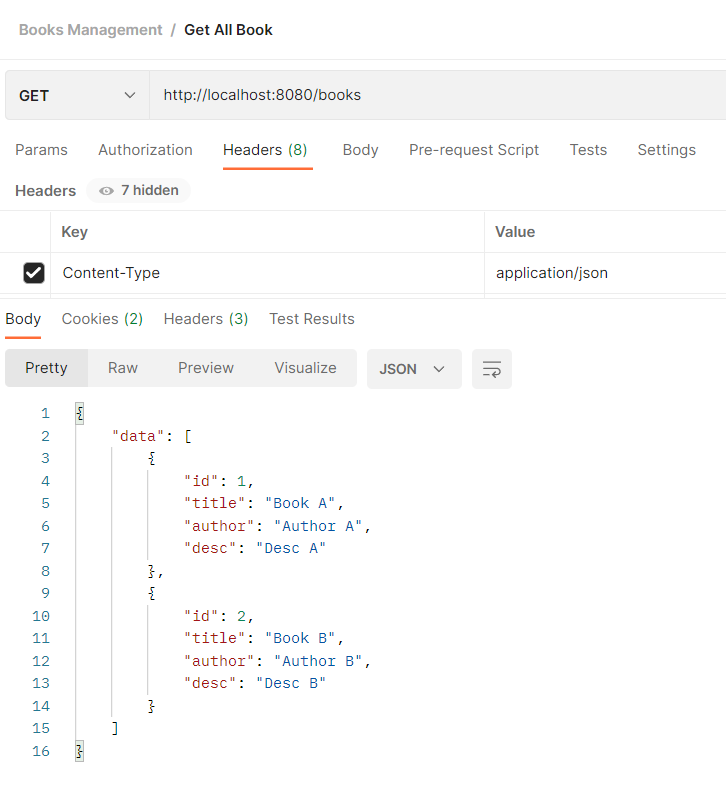 Books Management / Get All Book
GET http://localhost:8080/books
Params Authorization Headers (8) Body Pre-request Script Tests Settings
Headers 7 hidden
Key Value
Content-Type application/json
Body Cookies (2) Headers (3) Test Results
Pretty Raw Preview Visualize JSON
1 {
2 "data": [
3 {
4 "id": 1,
5 "title": "Book A",
6 "author": "Author A",
7 "desc": "Desc A"
8 },
9 {
10 "id": 2,
11 "title": "Book B",
12 "author": "Author B",
13 "desc": "Desc B"
14 }
15 ]
16 }